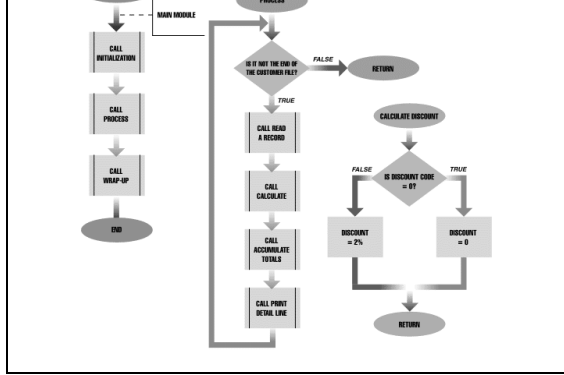 MAIN MODULE
CALL
INITIALIZATION
CALL
PROCESS
CALL
WRAP-UP
END
PROCESS
IS IT NOT THE END OF
THE CUSTOMER FILE?
FALSE
RETURN
TRUE
CALL READ
A RECORD
CALL
CALCULATE
CALL
ACCUMULATE
TOTALS
CALL PRINT
DETAIL LINE
CALCULATE DISCOUNT
FALSE
TRUE
IS DISCOUNT CODE
= 0?
DISCOUNT
= 2%
DISCOUNT
= 0
RETURN